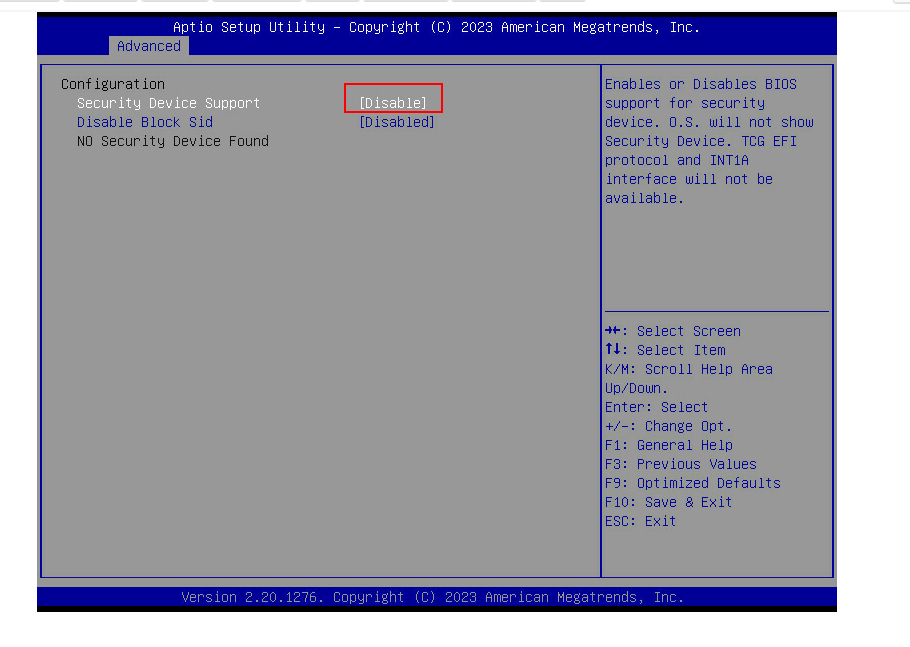 Aptio Setup Utility – Copyright (C) 2023 American Megatrends, Inc.
Advanced
Configuration
Security Device Support [Disable]
Disable Block Sid [Disabled]
NO Security Device Found
Enables or Disables BIOS
support for security
device. O.S. will not show
Security Device. TCG EFI
protocol and INT1A
interface will not be
available.
→←: Select Screen
↑↓: Select Item
K/M: Scroll Help Area
Up/Down.
Enter: Select
+/-: Change Opt.
F1: General Help
F3: Previous Values
F9: Optimized Defaults
F10: Save & Exit
ESC: Exit
Version 2.20.1276. Copyright (C) 2023 American Megatrends, Inc.